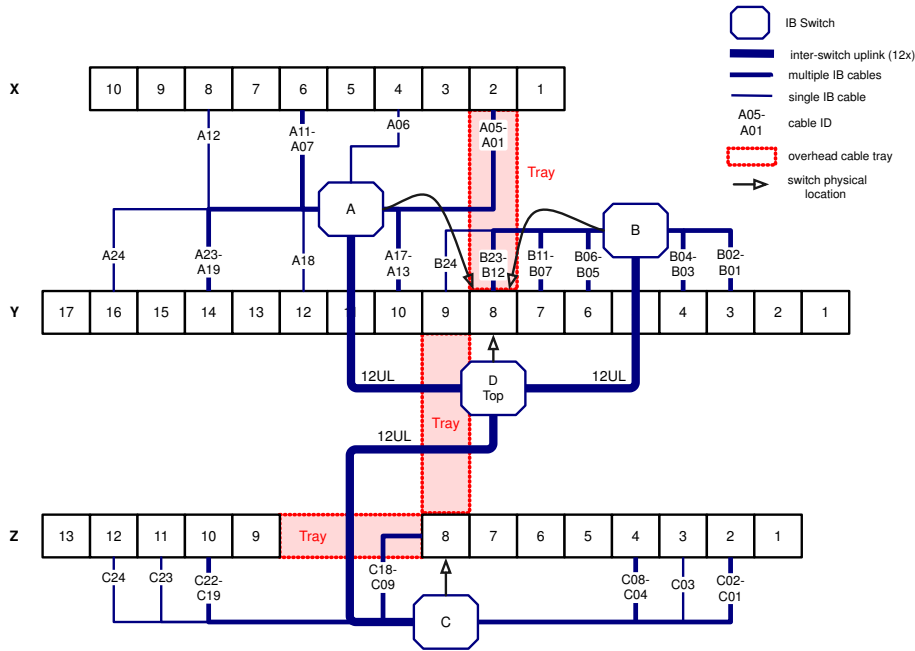 IB Switch
inter-switch uplink (12x)
multiple IB cables
single IB cable
A05-
A01
cable ID
overhead cable tray
switch physical
location
X
10 9 8 7 6 5 4 3 2 1
A12
A11-
A07
A06
A05-
A01
Tray
A
B
A24
A23-
A19
A18
A17-
A13
B24
B23-
B12
B11-
B07
B06-
B05
B04-
B03
B02-
B01
Y
17 16 15 14 13 12 11 10 9 8 7 6 4 3 2 1
12UL
D
Top
12UL
Tray
12UL
Z
13 12 11 10 9 Tray 8 7 6 5 4 3 2 1
C24
C23
C22-
C19
C18-
C09
C08-
C04
C03
C02-
C01
C